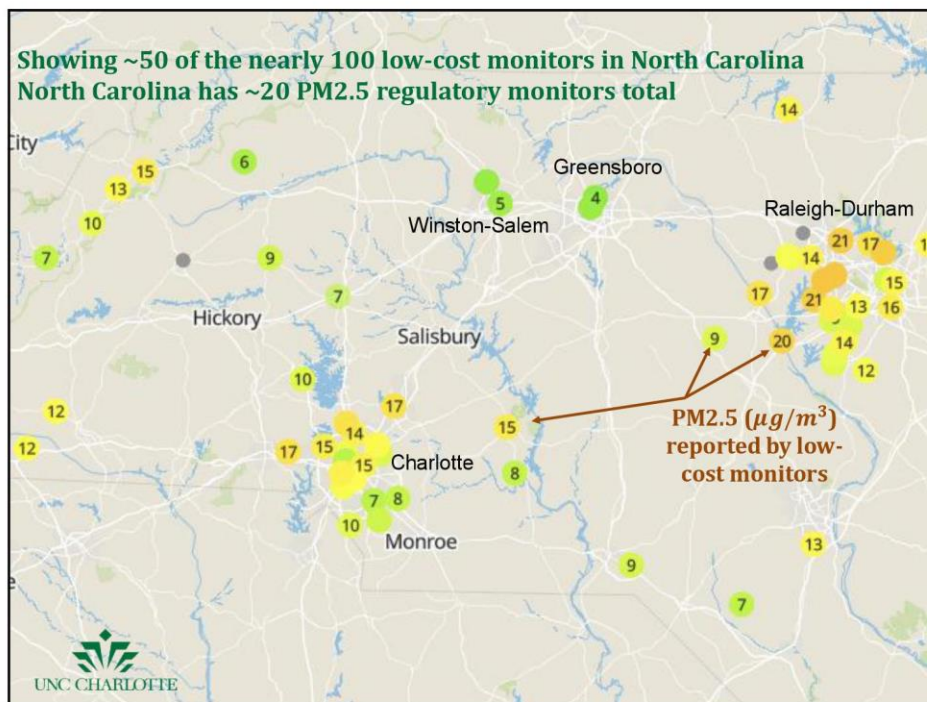 Showing ~50 of the nearly 100 low-cost monitors in North Carolina
North Carolina has ~20 PM2.5 regulatory monitors total
City
14
6
15
13
Greensboro
5
4
10
Winston-Salem
Raleigh-Durham
7
9
21
17
14
15
7
17
21
13
16
Hickory
Salisbury
9
20
14
10
12
12
17
15
PM2.5 (μg/m³)
reported by low-
cost monitors
14
12
17
15
15
Charlotte
8
7
8
10
Monroe
13
9
7
UNC CHARLOTTE